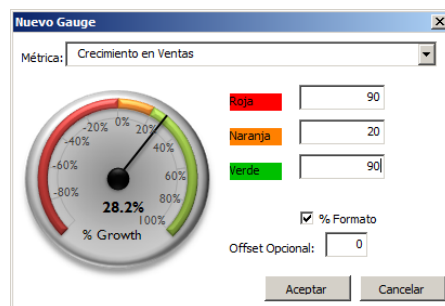 Nuevo Gauge
Métrica: Crecimiento en Ventas
Roja 90
Naranja 20
Verde 90
-80%
-60%
-40%
-20%
0%
20%
40%
60%
80%
100%
28.2%
% Growth
% Formato
Offset Opcional: 0
Aceptar Cancelar